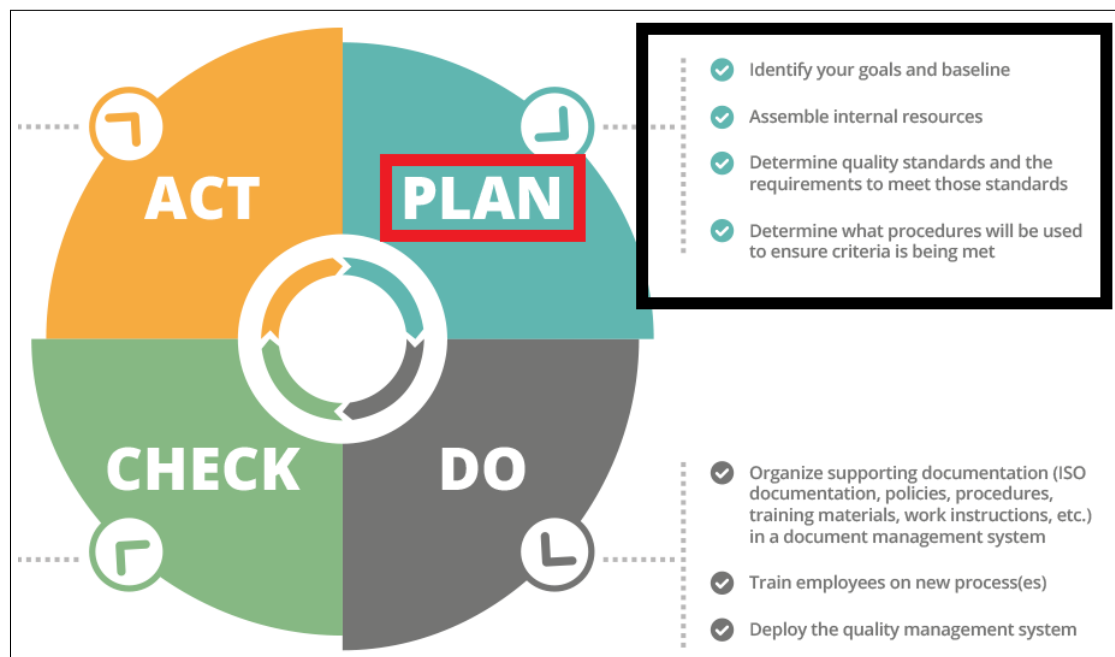 ACT
PLAN
Identify your goals and baseline
Assemble internal resources
Determine quality standards and the
requirements to meet those standards
Determine what procedures will be used
to ensure criteria is being met
CHECK
DO
Organize supporting documentation (ISO
documentation, policies, procedures,
training materials, work instructions, etc.)
in a document management system
Train employees on new process(es)
Deploy the quality management system